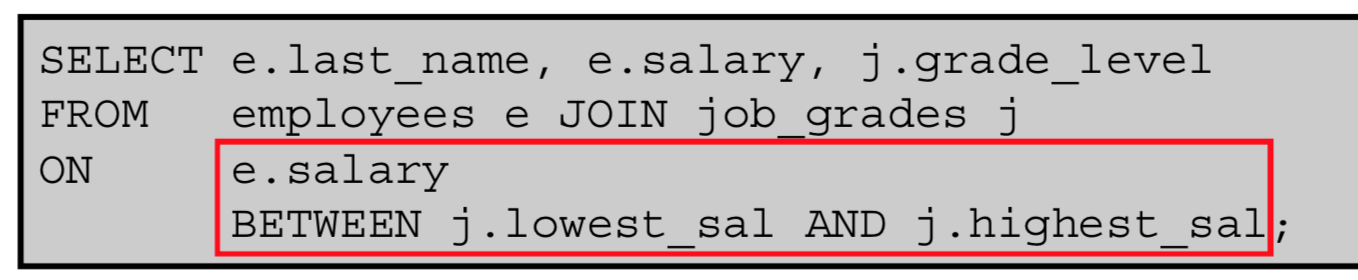 SELECT e.last_name, e.salary, j.grade_level
FROM employees e JOIN job_grades j
ON e.salary
BETWEEN j.lowest_sal AND j.highest_sal;